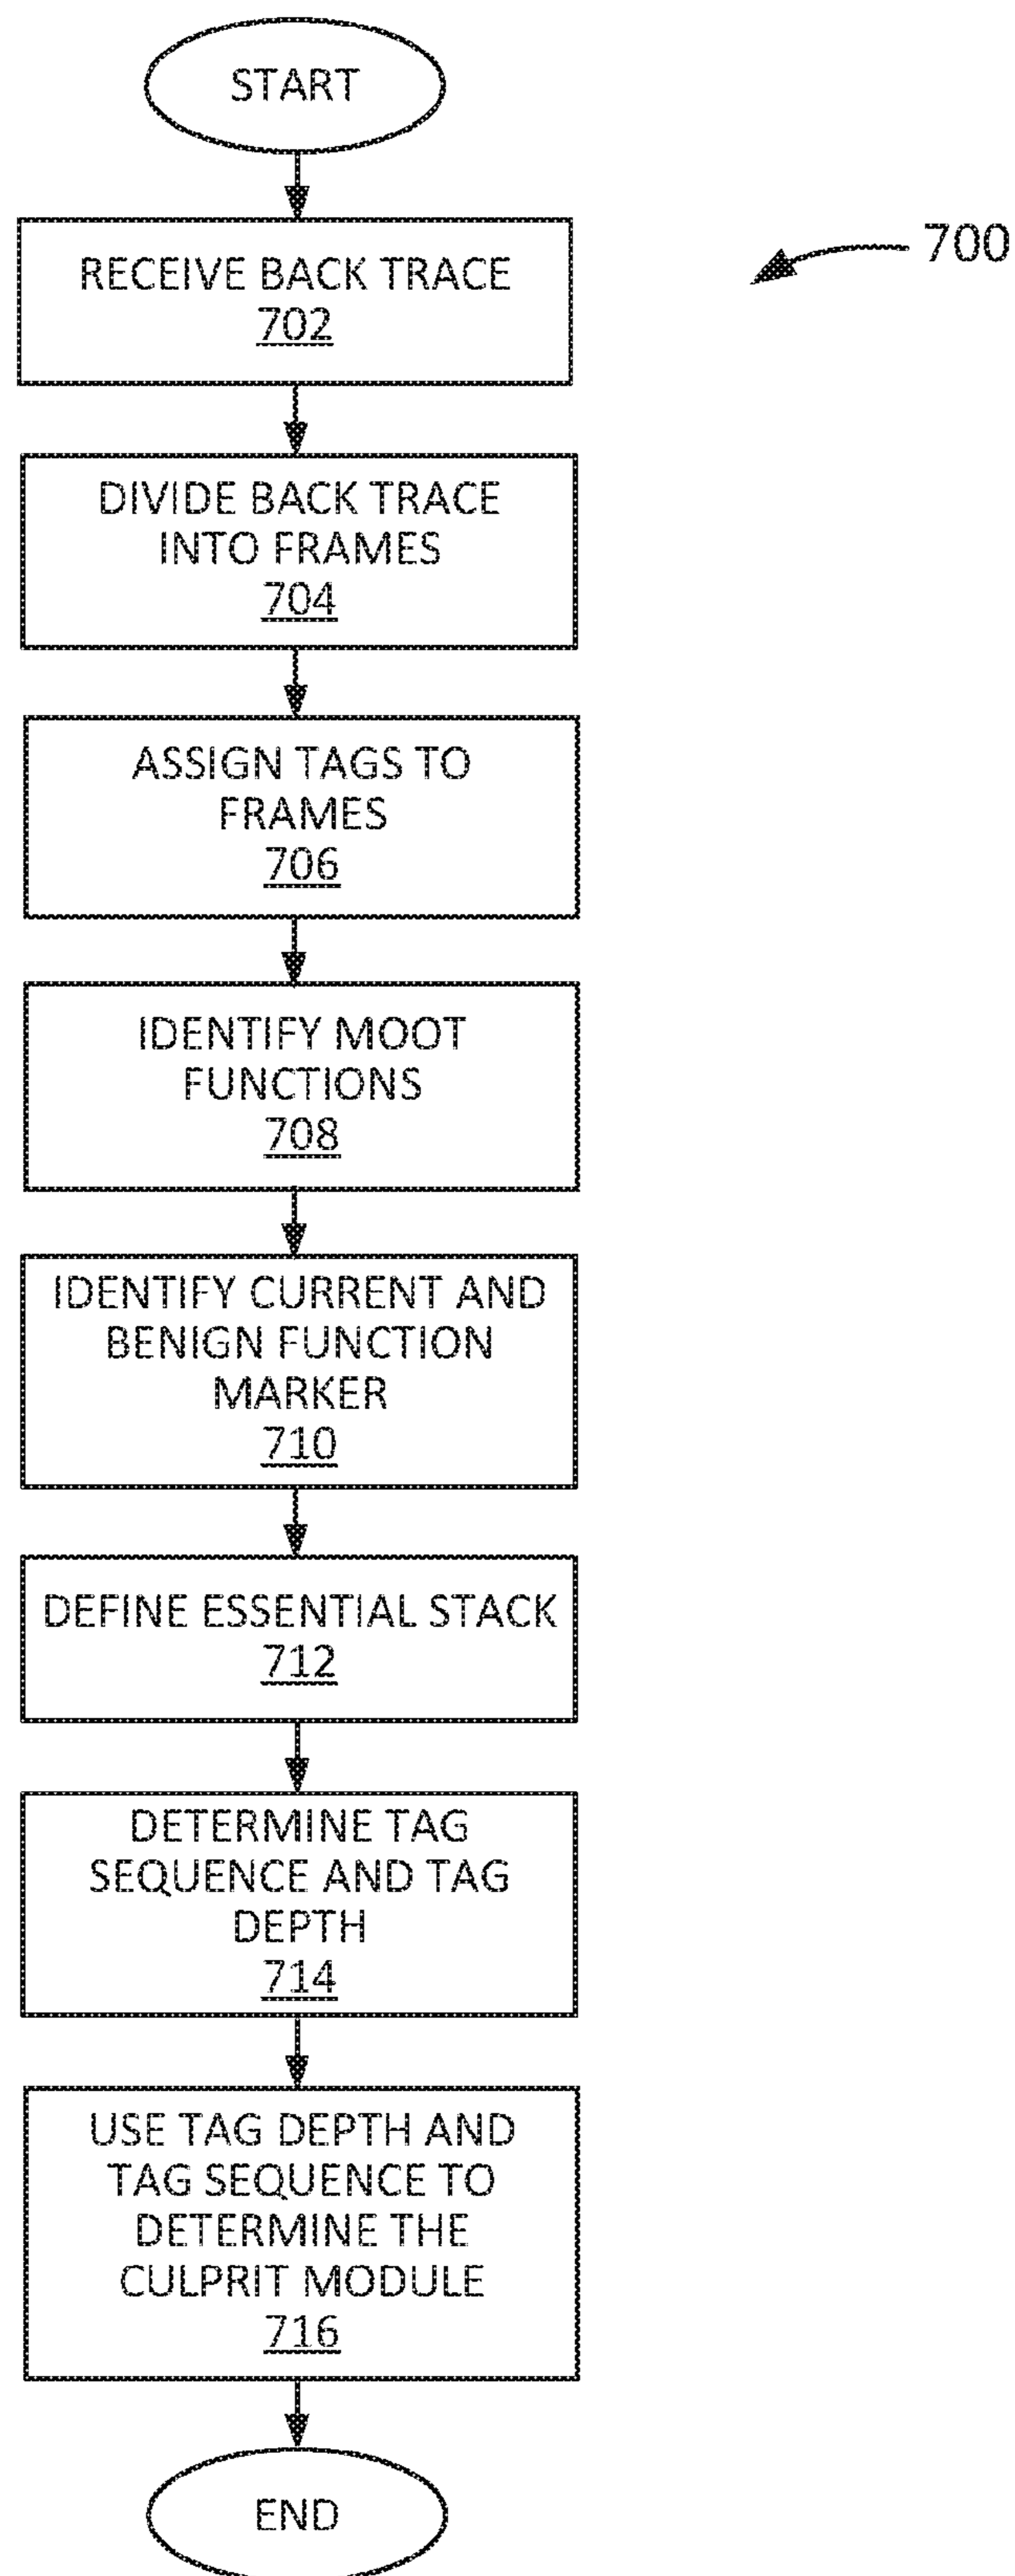 START
700
RECEIVE BACK TRACE
702
DIVIDE BACK TRACE
INTO FRAMES
704
ASSIGN TAGS TO
FRAMES
706
IDENTIFY MOOT
FUNCTIONS
708
IDENTIFY CURRENT AND
BENIGN FUNCTION
MARKER
710
DEFINE ESSENTIAL STACK
712
DETERMINE TAG
SEQUENCE AND TAG
DEPTH
714
USE TAG DEPTH AND
TAG SEQUENCE TO
DETERMINE THE
CULPRIT MODULE
716
END